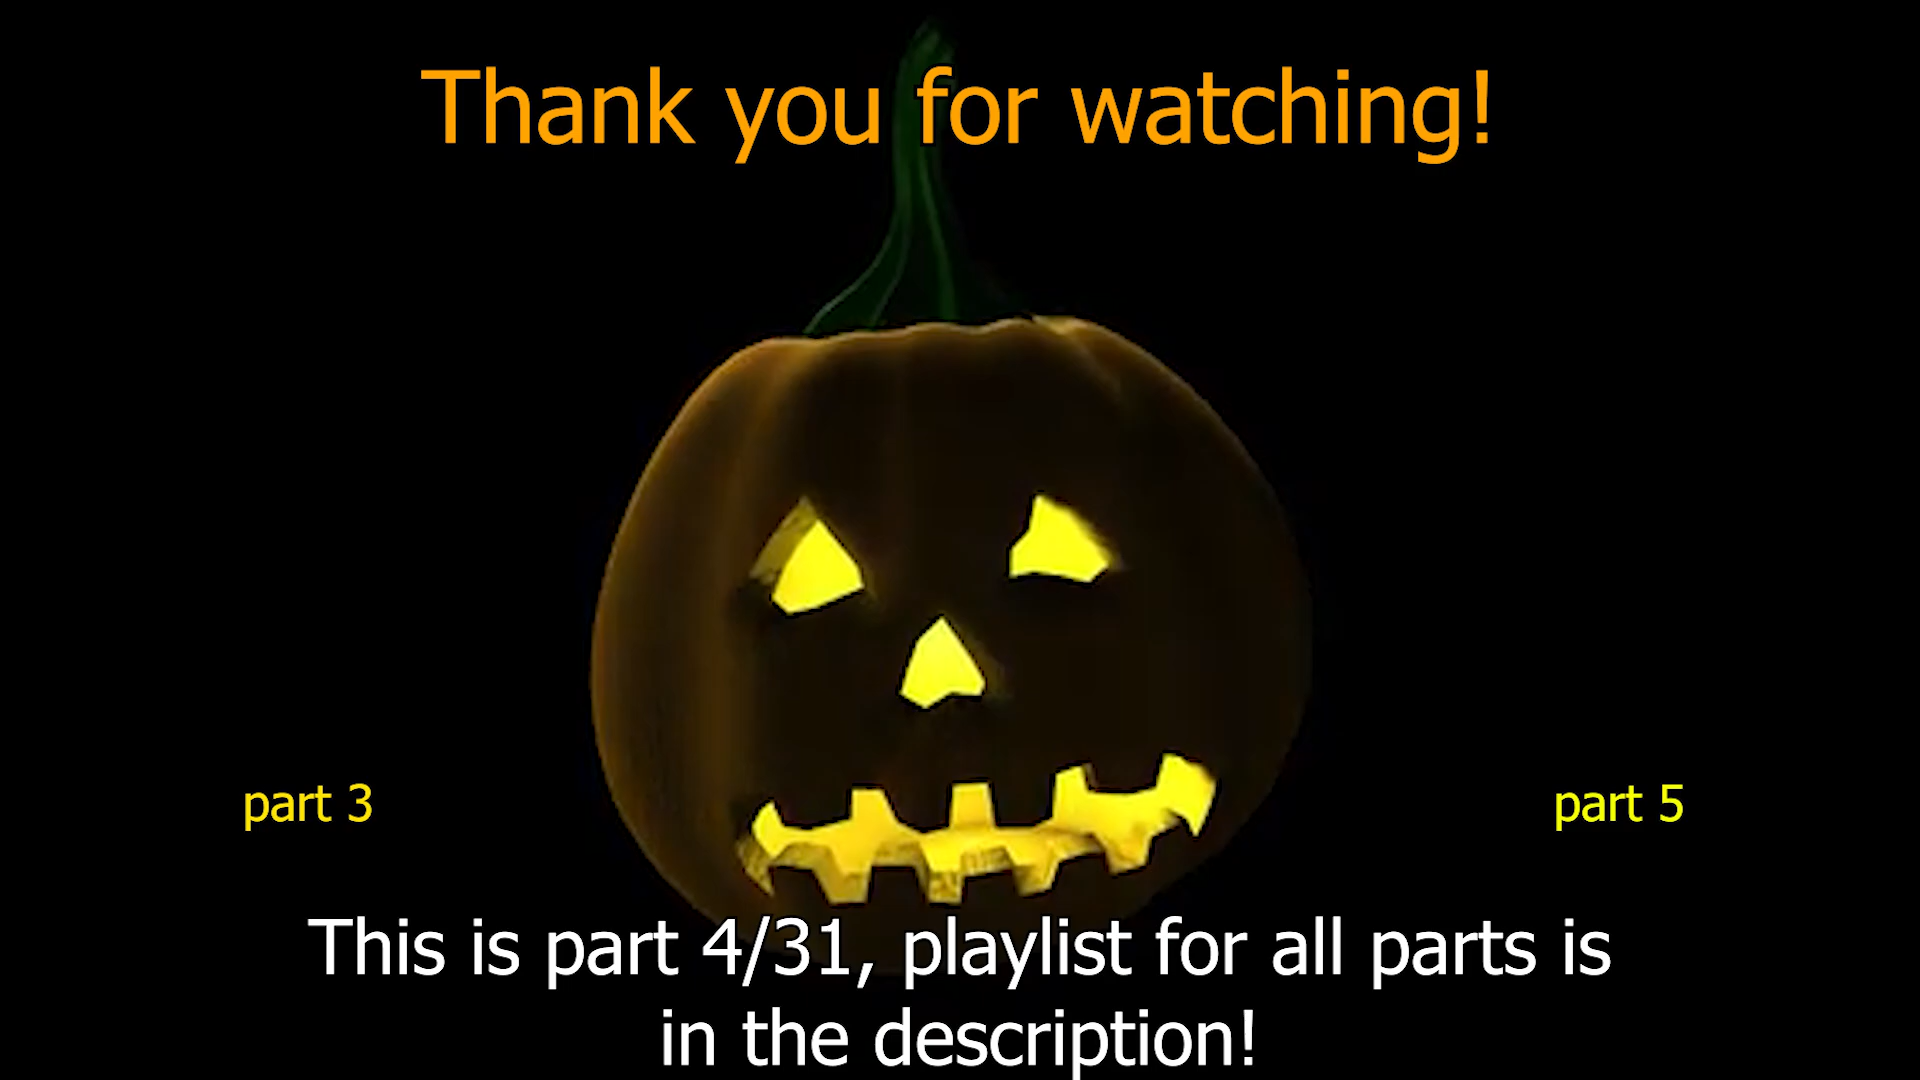 Thank you for watching!
part 3
part 5
This is part 4/31, playlist for all parts is
in the description!